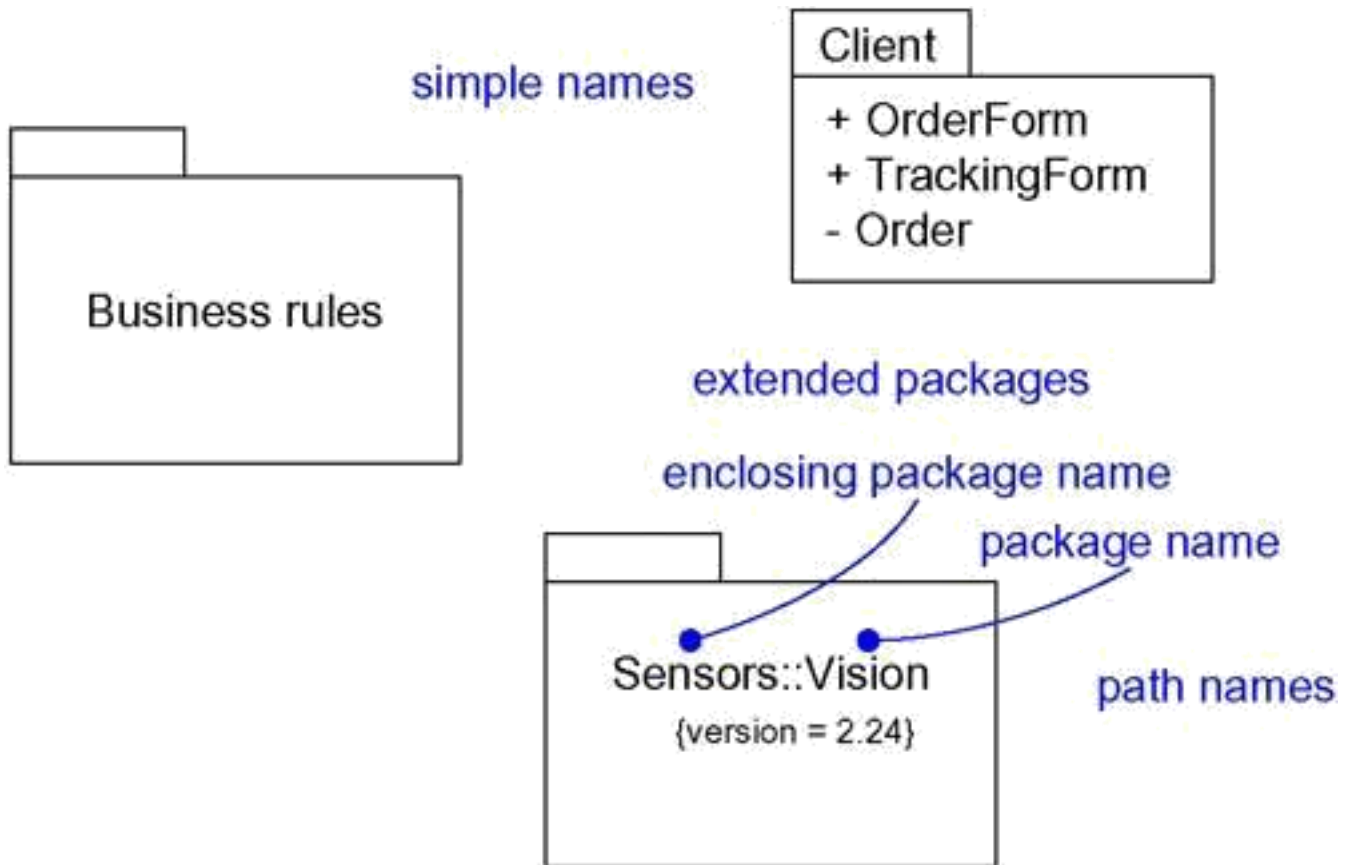 Client
simple names
+ OrderForm
+ TrackingForm
- Order
Business rules
extended packages
enclosing package name
package name
Sensors::Vision
path names
{version = 2.24}